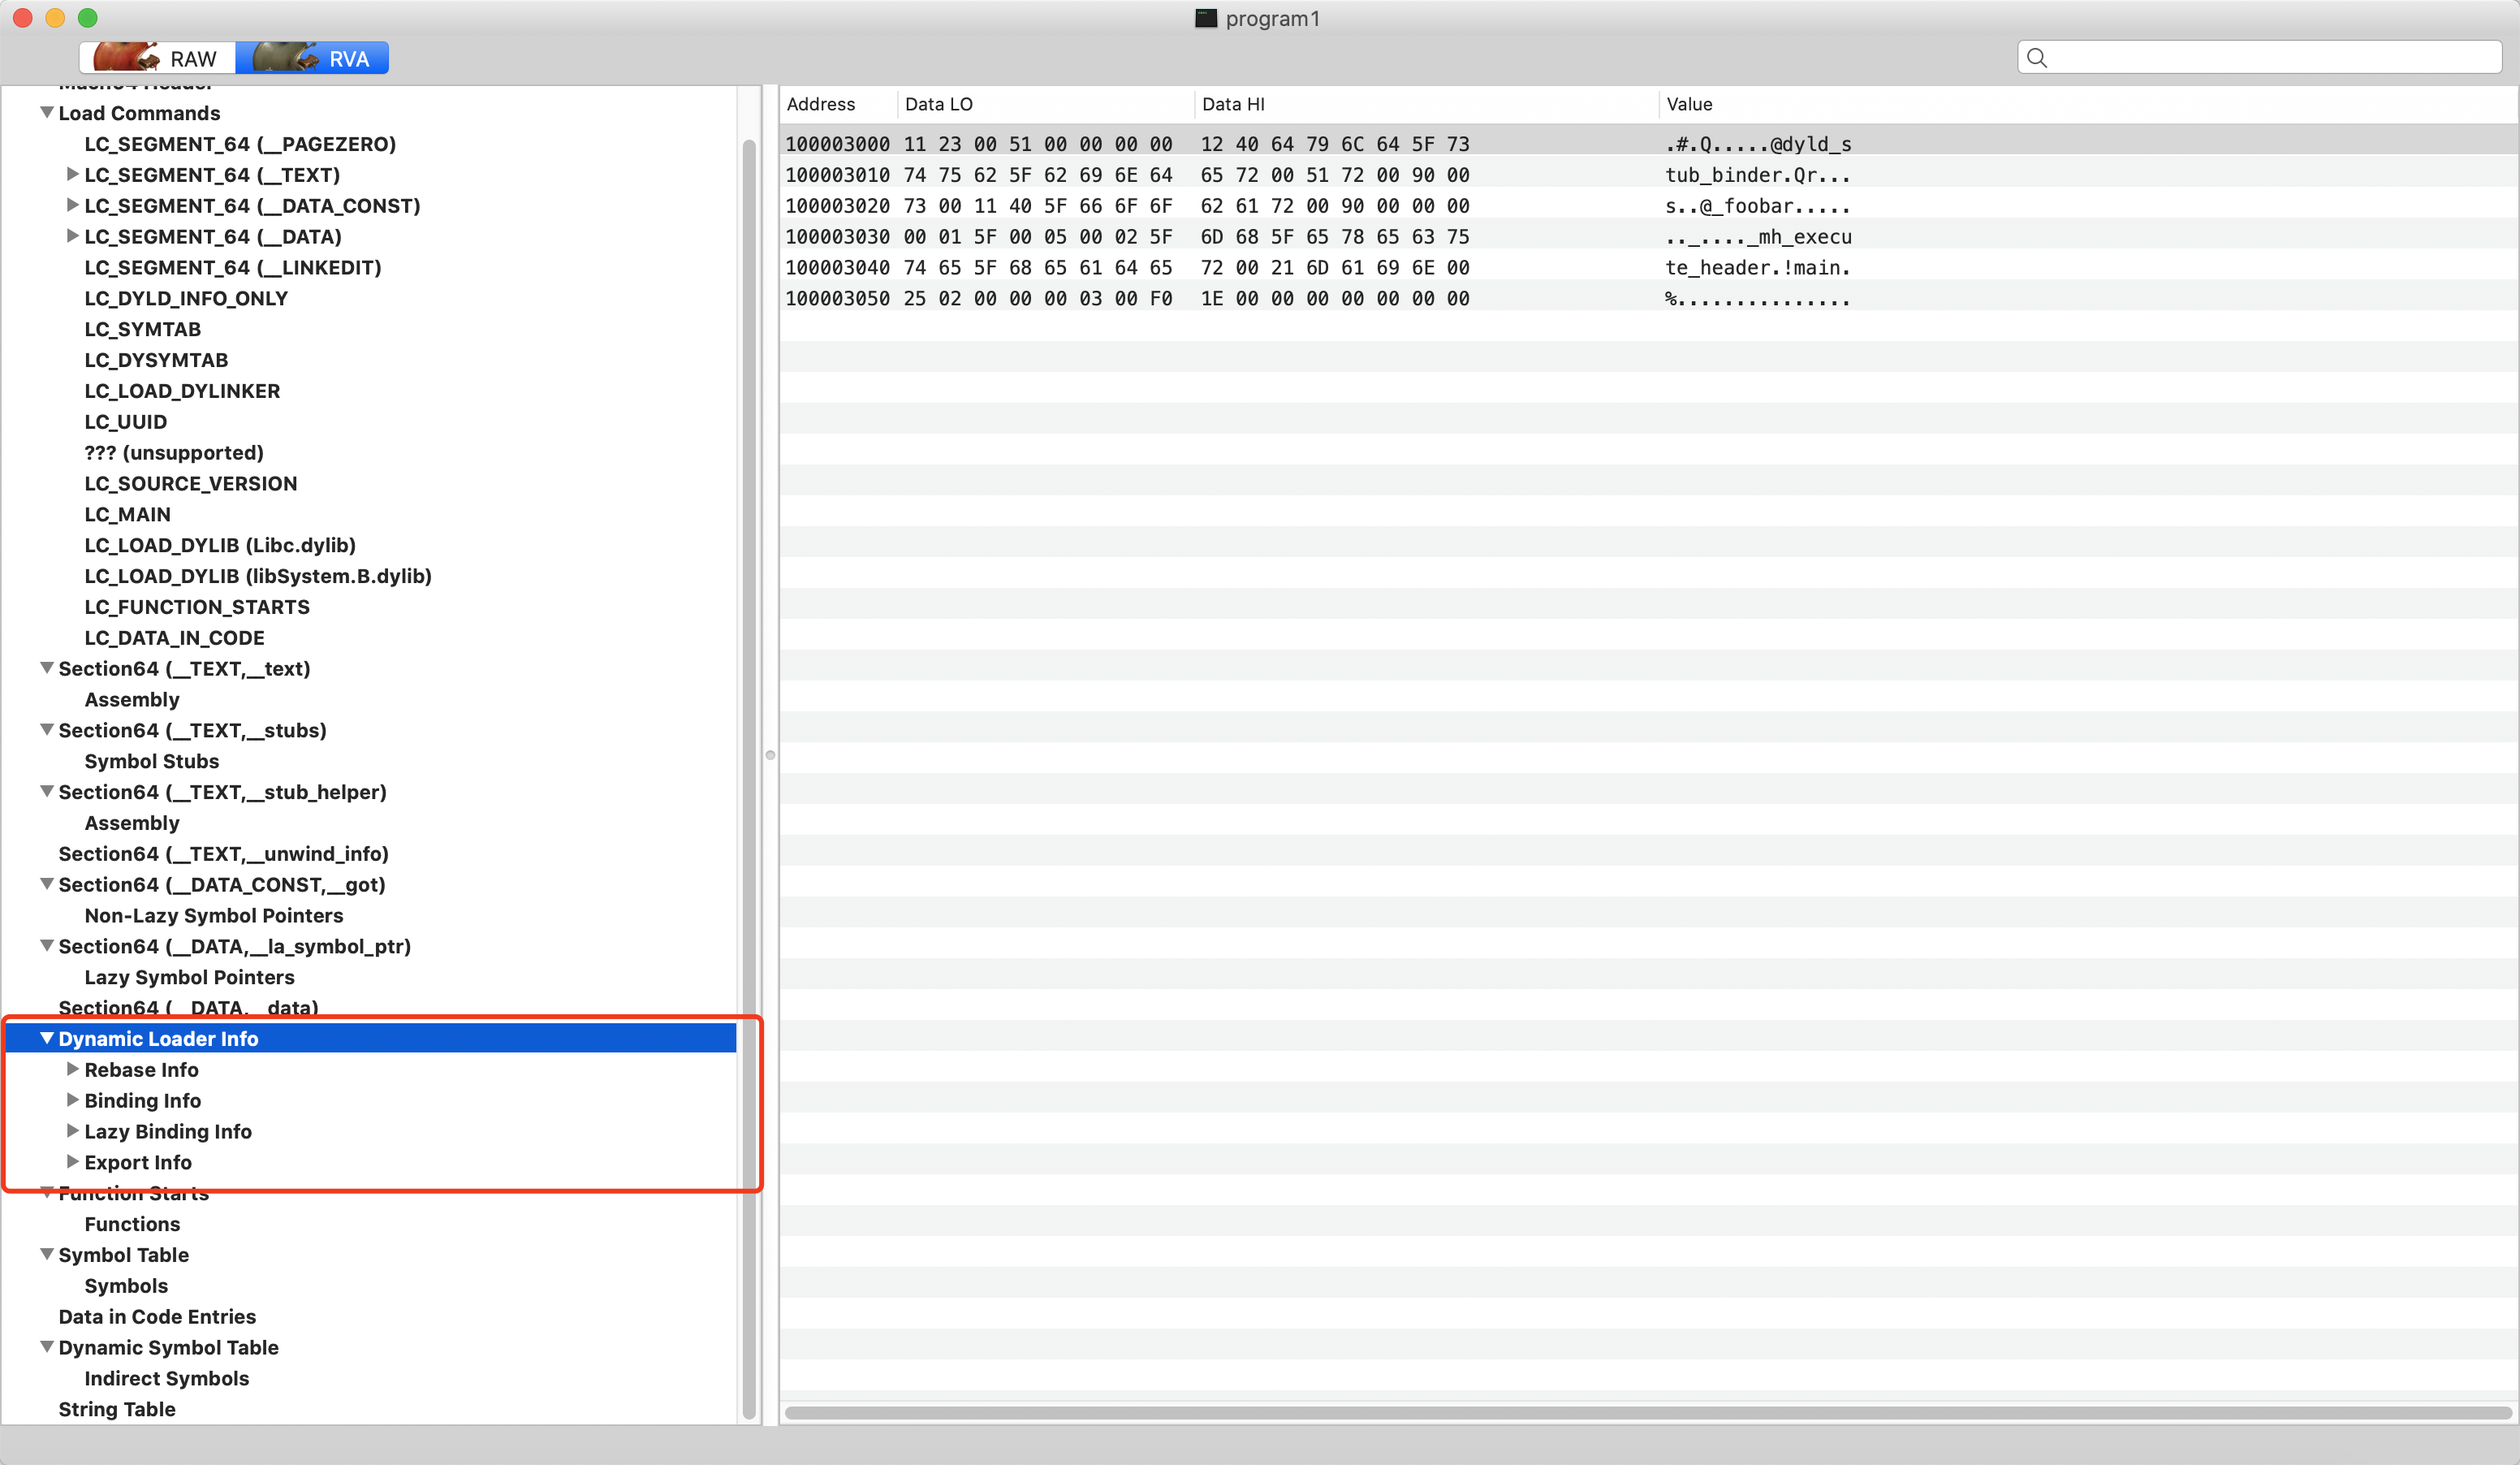 program1
RAW RVA
Mach64 Header
Load Commands
LC_SEGMENT_64 (__PAGEZERO)
LC_SEGMENT_64 (__TEXT)
LC_SEGMENT_64 (__DATA_CONST)
LC_SEGMENT_64 (__DATA)
LC_SEGMENT_64 (__LINKEDIT)
LC_DYLD_INFO_ONLY
LC_SYMTAB
LC_DYSYMTAB
LC_LOAD_DYLINKER
LC_UUID
??? (unsupported)
LC_SOURCE_VERSION
LC_MAIN
LC_LOAD_DYLIB (Libc.dylib)
LC_LOAD_DYLIB (libSystem.B.dylib)
LC_FUNCTION_STARTS
LC_DATA_IN_CODE
Section64 (__TEXT,__text)
Assembly
Section64 (__TEXT,__stubs)
Symbol Stubs
Section64 (__TEXT,__stub_helper)
Assembly
Section64 (__TEXT,__unwind_info)
Section64 (__DATA_CONST,__got)
Non-Lazy Symbol Pointers
Section64 (__DATA,__la_symbol_ptr)
Lazy Symbol Pointers
Section64 (__DATA,__data)
Dynamic Loader Info
Rebase Info
Binding Info
Lazy Binding Info
Export Info
Function Starts
Functions
Symbol Table
Symbols
Data in Code Entries
Dynamic Symbol Table
Indirect Symbols
String Table
Address Data LO Data HI Value
100003000 11 23 00 51 00 00 00 00 12 40 64 79 6C 64 5F 73 .#.Q.....@dyld_s
100003010 74 75 62 5F 62 69 6E 64 65 72 00 51 72 00 90 00 tub_binder.Qr...
100003020 73 00 11 40 5F 66 6F 6F 62 61 72 00 90 00 00 00 s..@_foobar.....
100003030 00 01 5F 00 05 00 02 5F 6D 68 5F 65 78 65 63 75 .._...._mh_execu
100003040 74 65 5F 68 65 61 64 65 72 00 21 6D 61 69 6E 00 te_header.!main.
100003050 25 02 00 00 00 03 00 F0 1E 00 00 00 00 00 00 00 %...............